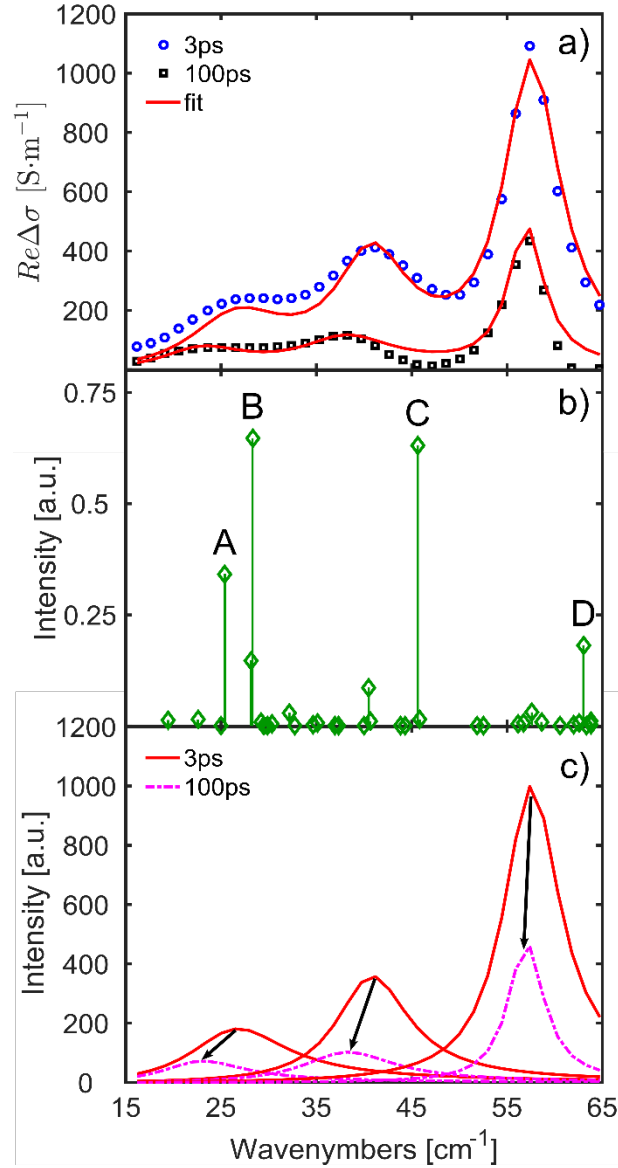 1200
1000
800
600
400
200
ReΔσ [S·m⁻¹]
3ps
100ps
fit
a)
0.75
0.5
0.25
Intensity [a.u.]
A
B
C
D
b)
1200
1000
800
600
400
200
0
Intensity [a.u.]
3ps
100ps
c)
15 25 35 45 55 65
Wavenymbers [cm⁻¹]